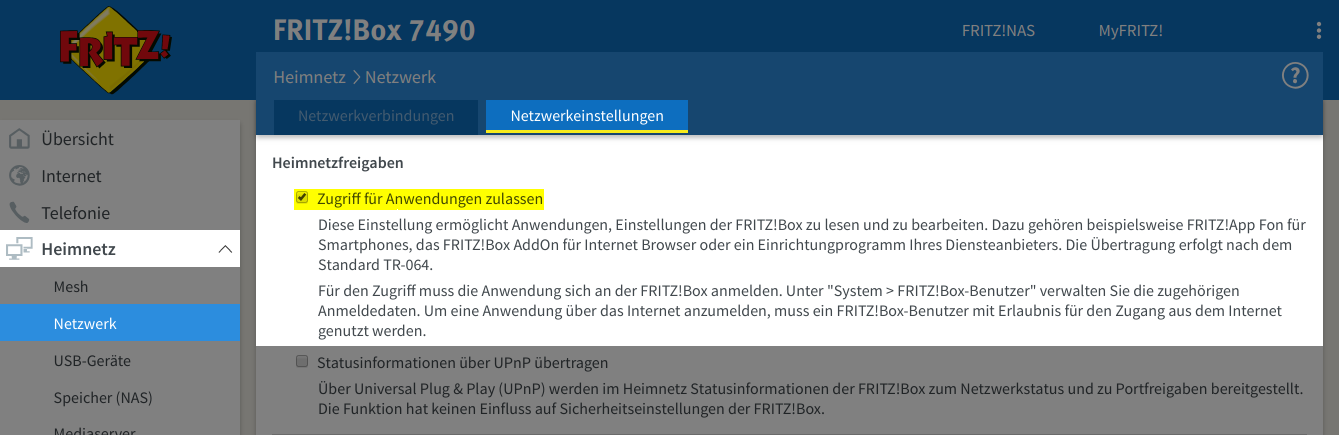 FRITZ!
FRITZ!Box 7490
FRITZ!NAS
MyFRITZ!
Heimnetz > Netzwerk
?
Netzwerkverbindungen
Netzwerkeinstellungen
Übersicht
Internet
Telefonie
Heimnetz
Mesh
Netzwerk
USB-Geräte
Speicher (NAS)
Mediaserver
Heimnetzfreigaben
Zugriff für Anwendungen zulassen
Diese Einstellung ermöglicht Anwendungen, Einstellungen der FRITZ!Box zu lesen und zu bearbeiten. Dazu gehören beispielsweise FRITZ!App Fon für
Smartphones, das FRITZ!Box AddOn für Internet Browser oder ein Einrichtungprogramm Ihres Diensteanbieters. Die Übertragung erfolgt nach dem
Standard TR-064.
Für den Zugriff muss die Anwendung sich an der FRITZ!Box anmelden. Unter "System > FRITZ!Box-Benutzer" verwalten Sie die zugehörigen
Anmeldedaten. Um eine Anwendung über das Internet anzumelden, muss ein FRITZ!Box-Benutzer mit Erlaubnis für den Zugang aus dem Internet
genutzt werden.
Statusinformationen über UPnP übertragen
Über Universal Plug & Play (UPnP) werden im Heimnetz Statusinformationen der FRITZ!Box zum Netzwerkstatus und zu Portfreigaben bereitgestellt.
Die Funktion hat keinen Einfluss auf Sicherheitseinstellungen der FRITZ!Box.